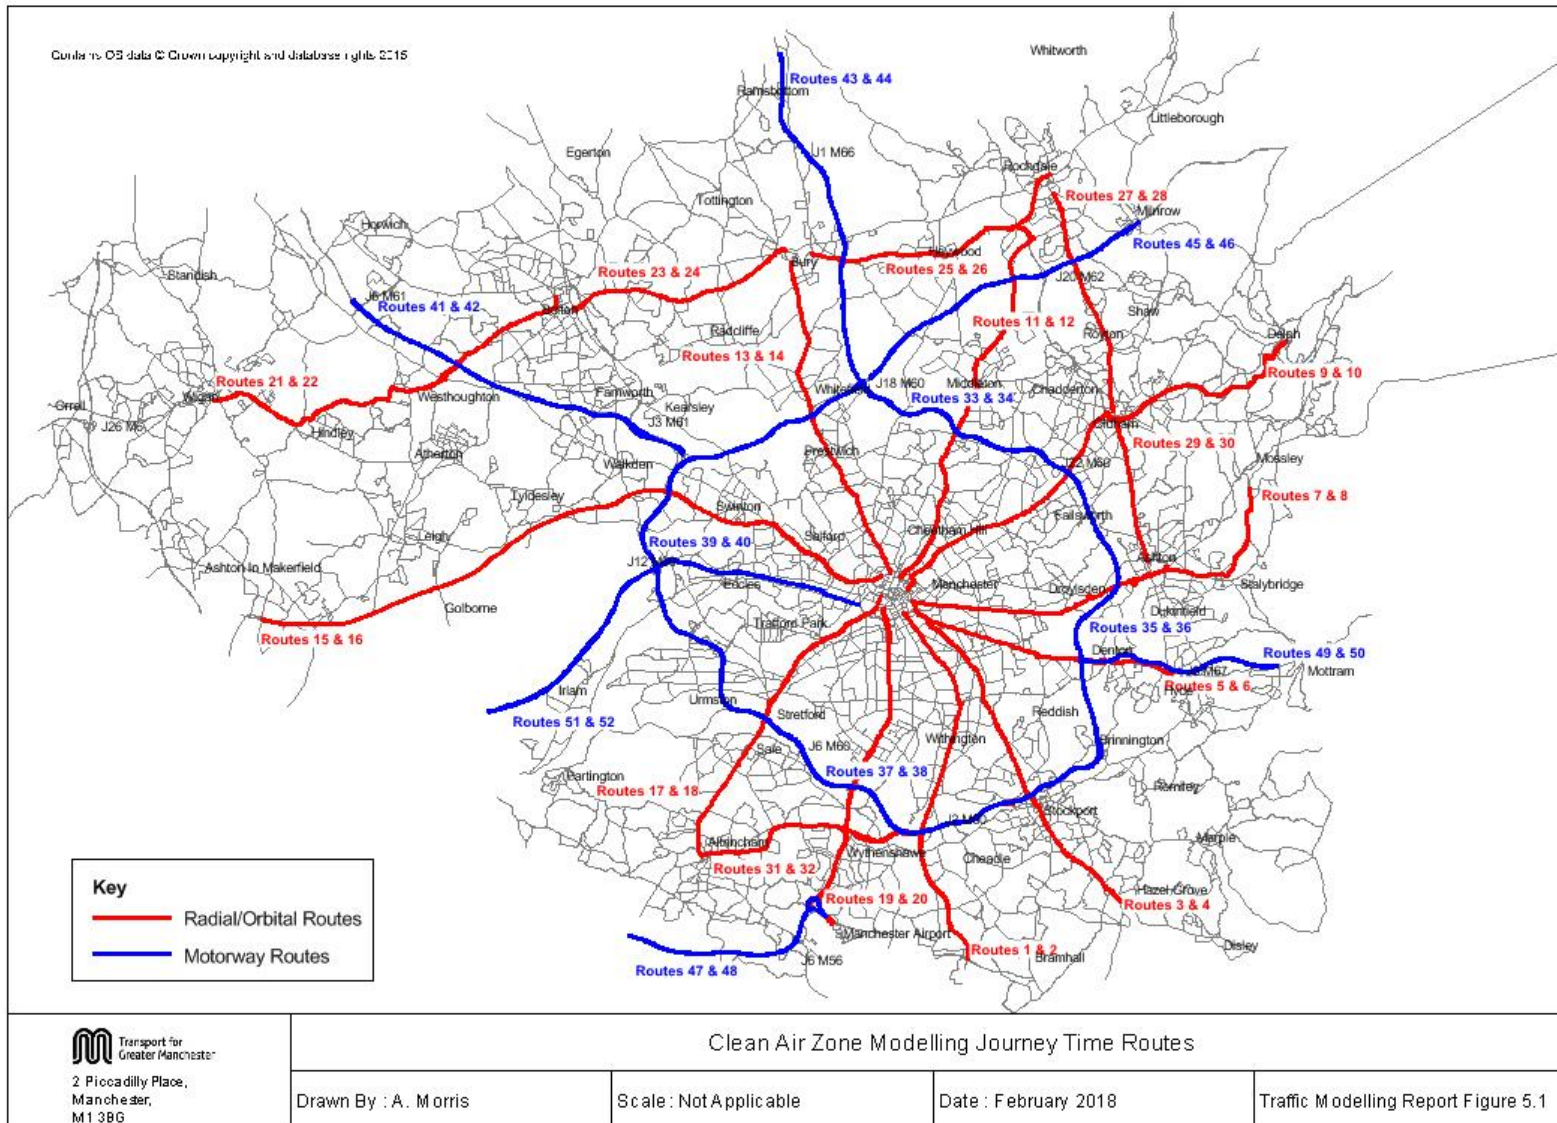 Contains OS data © Crown copyright and database rights 2015
Whitworth
Routes 43 & 44
Ramsbottom
Littleborough
Egerton
J1 M66
Rochdale
Tottington
Routes 27 & 28
Milnrow
Horwich
Routes 45 & 46
Heywood
Bury
Standish
Routes 23 & 24
Routes 25 & 26
J20 M62
J6 M61
Routes 41 & 42
Bolton
Shaw
Routes 11 & 12
Radcliffe
Royton
Delph
Routes 13 & 14
Routes 9 & 10
Routes 21 & 22
Whitefield
J18 M60
Middleton
Chadderton
Wigan
Westhoughton
Farnworth
Routes 33 & 34
Orrell
Kearsley
J26 M6
J3 M61
Oldham
Hindley
Routes 29 & 30
Atherton
Prestwich
Walkden
J22 M60
Mossley
Tyldesley
Routes 7 & 8
Swinton
Failsworth
Leigh
Salford
Cheetham Hill
Routes 39 & 40
Ashton
Ashton In Makerfield
J12
Eccles
Manchester
Droylsden
Stalybridge
Golborne
Dukinfield
Trafford Park
Routes 35 & 36
Routes 15 & 16
Denton
Routes 49 & 50
Mottram
M67
Routes 5 & 6
Hyde
Irlam
Urmston
Routes 51 & 52
Stretford
Reddish
Withington
Brinnington
Sale
J6 M60
Partington
Routes 37 & 38
Romiley
Routes 17 & 18
Stockport
Altrincham
Marple
Wythenshawe
Cheadle
Routes 31 & 32
Hazel Grove
Routes 19 & 20
Routes 3 & 4
Manchester Airport
Disley
Routes 1 & 2
Bramhall
J6 M56
Routes 47 & 48
Key
Radial/Orbital Routes
Motorway Routes
Transport for
Greater Manchester
2 Piccadilly Place,
Manchester,
M1 3BG
Clean Air Zone Modelling Journey Time Routes
Drawn By : A. Morris
Scale : Not Applicable
Date : February 2018
Traffic Modelling Report Figure 5.1